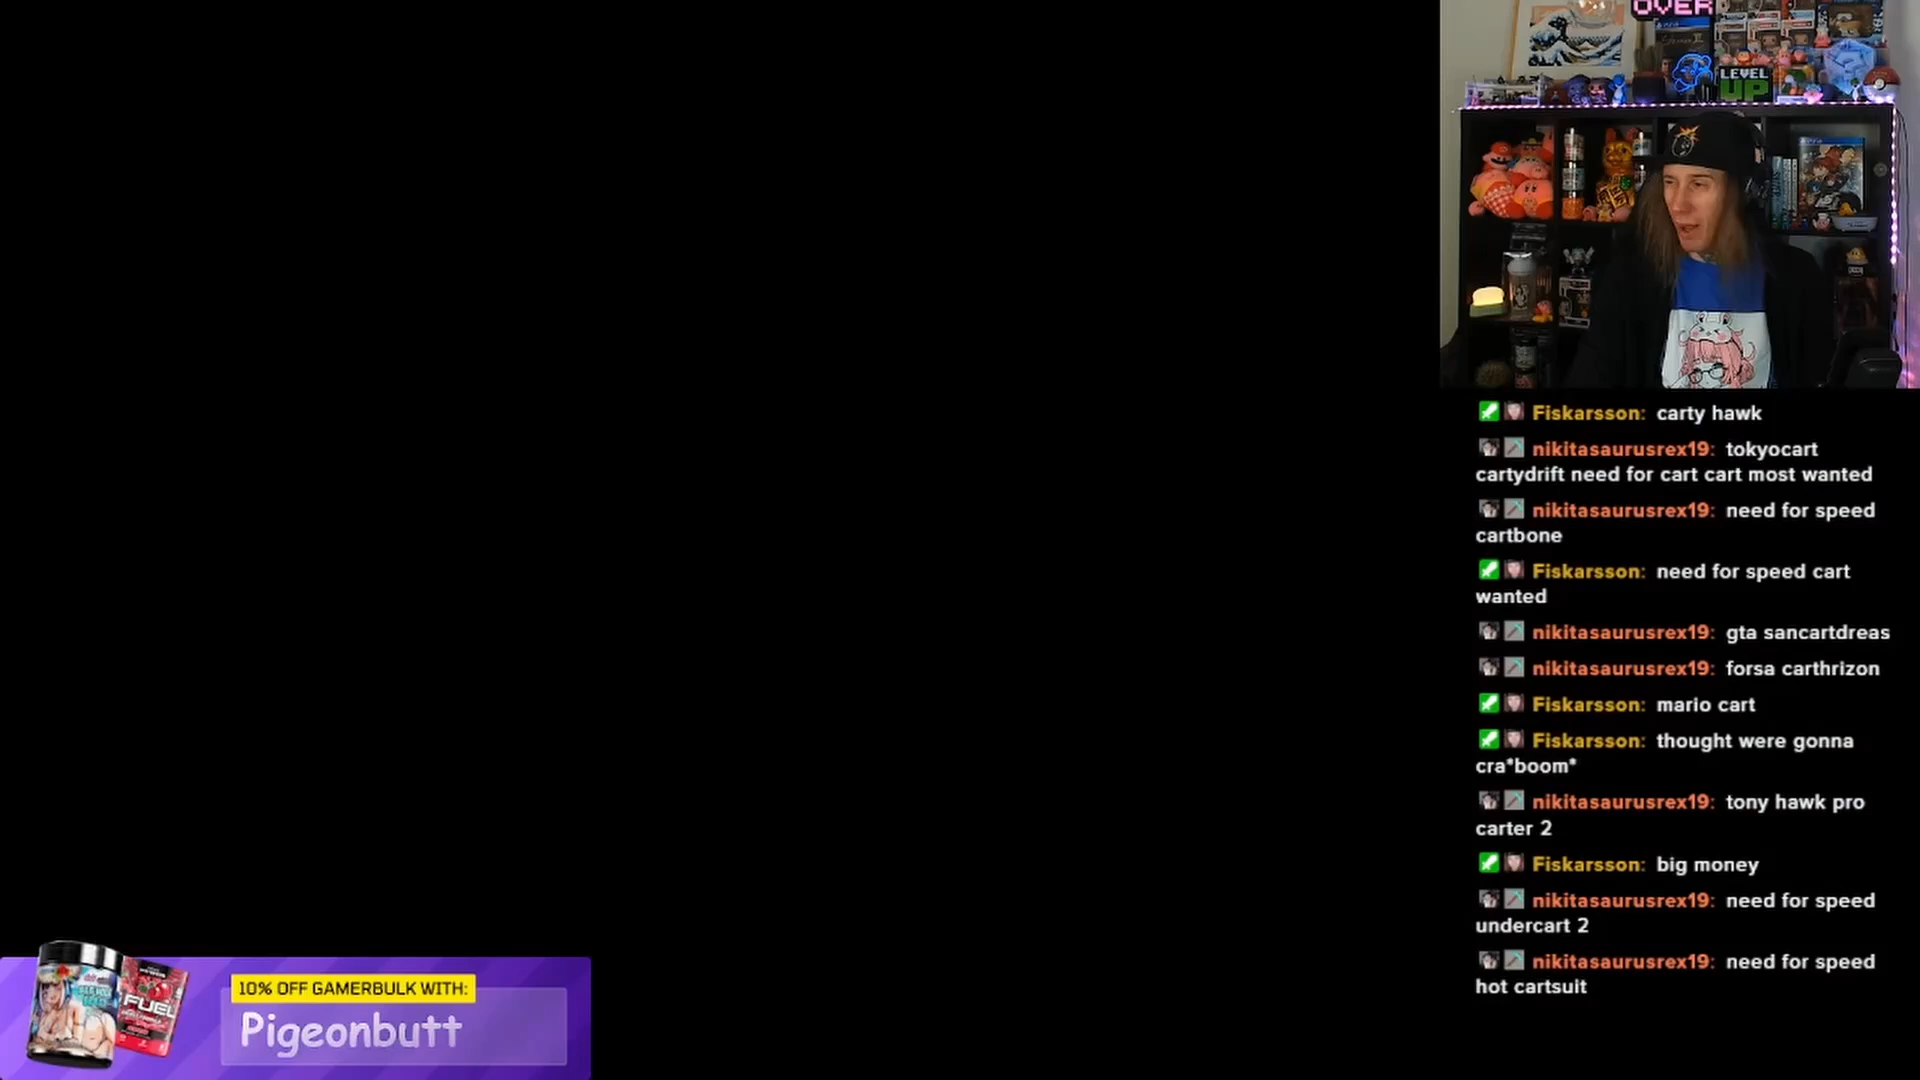 OVER
LEVEL
UP
Fiskarsson: carty hawk
nikitasaurusrex19: tokyocart
cartydrift need for cart cart most wanted
nikitasaurusrex19: need for speed
cartbone
Fiskarsson: need for speed cart
wanted
nikitasaurusrex19: gta sancartdreas
nikitasaurusrex19: forsa carthrizon
Fiskarsson: mario cart
Fiskarsson: thought were gonna
cra*boom*
nikitasaurusrex19: tony hawk pro
carter 2
Fiskarsson: big money
nikitasaurusrex19: need for speed
undercart 2
nikitasaurusrex19: need for speed
hot cartsuit
FUEL
10% OFF GAMERBULK WITH:
Pigeonbutt